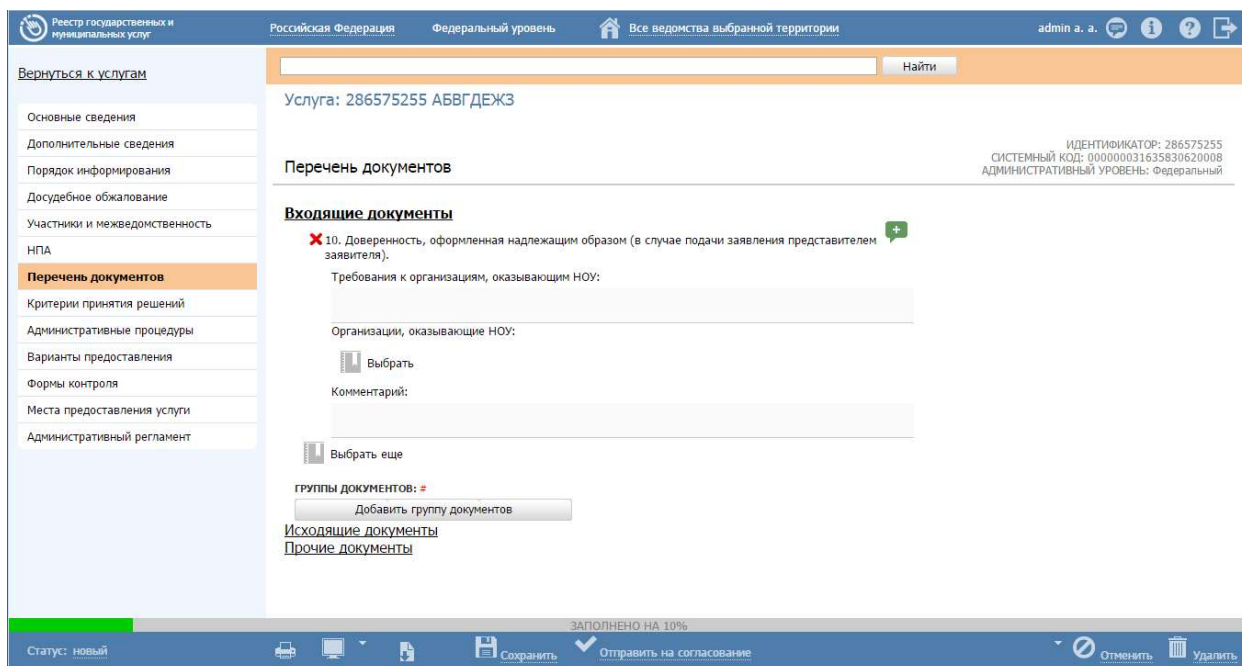 Реестр государственных и
муниципальных услуг
Российская Федерация
Федеральный уровень
Все ведомства выбранной территории
admin a. a.
Вернуться к услугам
Найти
Услуга: 286575255 АБВГДЕЖЗ
Основные сведения
Дополнительные сведения
Порядок информирования
Досудебное обжалование
Участники и межведомственность
НПА
Перечень документов
Критерии принятия решений
Административные процедуры
Варианты предоставления
Формы контроля
Места предоставления услуги
Административный регламент
Перечень документов
ИДЕНТИФИКАТОР: 286575255
СИСТЕМНЫЙ КОД: 000000031635830620008
АДМИНИСТРАТИВНЫЙ УРОВЕНЬ: Федеральный
Входящие документы
10. Доверенность, оформленная надлежащим образом (в случае подачи заявления представителем
заявителя).
Требования к организациям, оказывающим НОУ:
Организации, оказывающие НОУ:
Выбрать
Комментарий:
Выбрать еще
ГРУППЫ ДОКУМЕНТОВ: #
Добавить группу документов
Исходящие документы
Прочие документы
ЗАПОЛНЕНО НА 10%
Статус: новый
Сохранить
Отправить на согласование
Отменить
Удалить